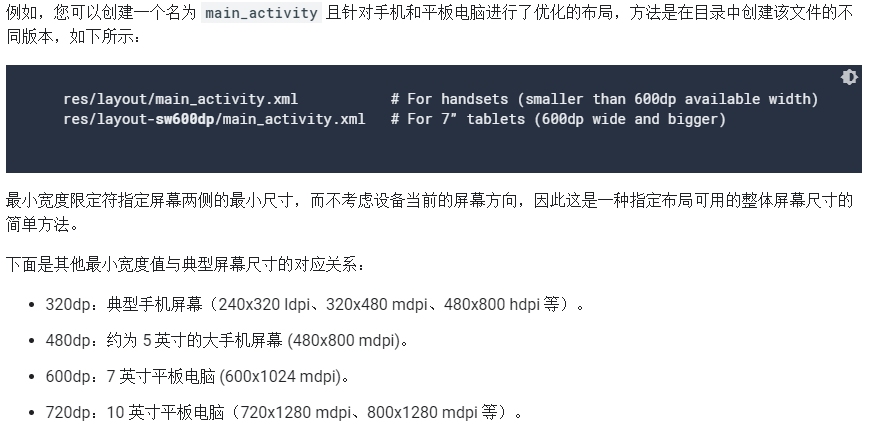 例如，您可以创建一个名为 main_activity 且针对手机和平板电脑进行了优化的布局，方法是在目录中创建该文件的不
同版本，如下所示：
res/layout/main_activity.xml # For handsets (smaller than 600dp available width)
res/layout-sw600dp/main_activity.xml # For 7” tablets (600dp wide and bigger)
最小宽度限定符指定屏幕两侧的最小尺寸，而不考虑设备当前的屏幕方向，因此这是一种指定布局可用的整体屏幕尺寸的
简单方法。
下面是其他最小宽度值与典型屏幕尺寸的对应关系：
• 320dp：典型手机屏幕（240x320 ldpi、320x480 mdpi、480x800 hdpi 等）。
• 480dp：约为 5 英寸的大手机屏幕 (480x800 mdpi)。
• 600dp：7 英寸平板电脑 (600x1024 mdpi)。
• 720dp：10 英寸平板电脑（720x1280 mdpi、800x1280 mdpi 等）。